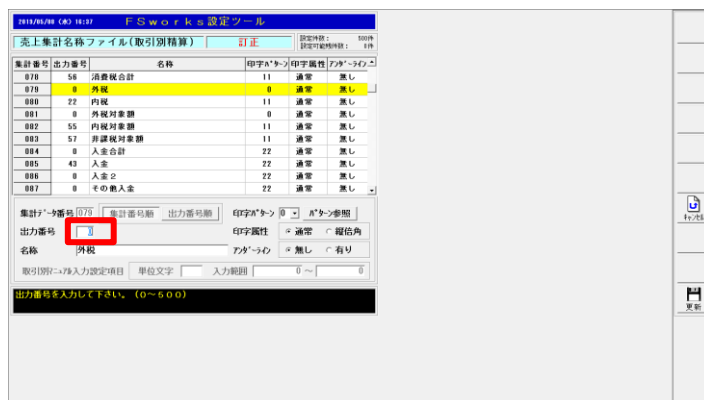 2019/05/08 (水) 16:37 FSworks設定ツール
売上集計名称ファイル(取引別精算) 訂正 設定件数: 500件
設定可能残件数: 0件
集計番号 出力番号 名称 印字ﾊﾟﾀｰﾝ 印字属性 ｱﾝﾀﾞｰﾗｲﾝ
078 56 消費税合計 11 通常 無し
079 0 外税 0 通常 無し
080 22 内税 11 通常 無し
081 0 外税対象額 0 通常 無し
082 55 内税対象額 11 通常 無し
083 57 非課税対象額 11 通常 無し
084 0 入金合計 22 通常 無し
085 43 入金 22 通常 無し
086 0 入金2 22 通常 無し
087 0 その他入金 22 通常 無し
集計ﾃﾞｰﾀ番号 079 集計番号順 出力番号順 印字ﾊﾟﾀｰﾝ 0 ﾊﾟﾀｰﾝ参照
出力番号 0 印字属性 通常 縦倍角
名称 外税 ｱﾝﾀﾞｰﾗｲﾝ 無し 有り
取引別ﾏﾆｭｱﾙ入力設定項目 単位文字 入力範囲 0 ～ 0
出力番号を入力して下さい。(0～500)
ｷｬﾝｾﾙ
更新